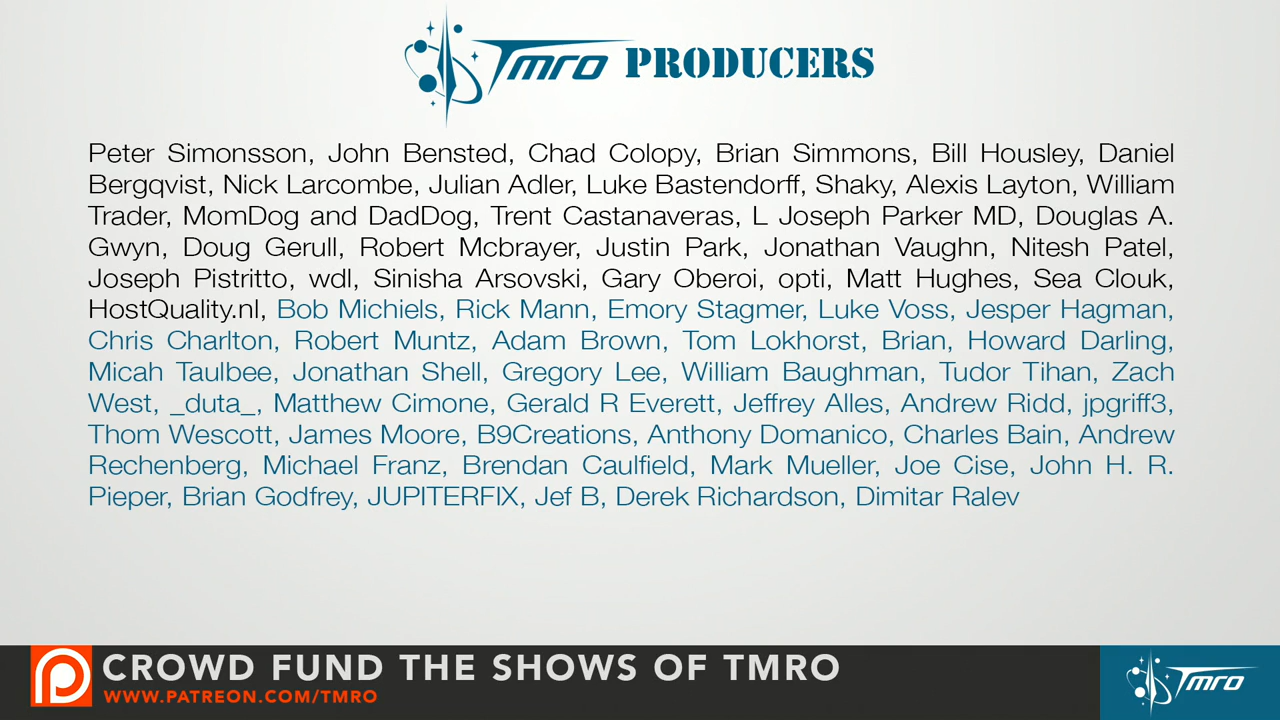 TMRO PRODUCERS
Peter Simonsson, John Bensted, Chad Colopy, Brian Simmons, Bill Housley, Daniel
Bergqvist, Nick Larcombe, Julian Adler, Luke Bastendorff, Shaky, Alexis Layton, William
Trader, MomDog and DadDog, Trent Castanaveras, L Joseph Parker MD, Douglas A.
Gwyn, Doug Gerull, Robert Mcbrayer, Justin Park, Jonathan Vaughn, Nitesh Patel,
Joseph Pistritto, wdl, Sinisha Arsovski, Gary Oberoi, opti, Matt Hughes, Sea Clouk,
HostQuality.nl, Bob Michiels, Rick Mann, Emory Stagmer, Luke Voss, Jesper Hagman,
Chris Charlton, Robert Muntz, Adam Brown, Tom Lokhorst, Brian, Howard Darling,
Micah Taulbee, Jonathan Shell, Gregory Lee, William Baughman, Tudor Tihan, Zach
West, _duta_, Matthew Cimone, Gerald R Everett, Jeffrey Alles, Andrew Ridd, jpgriff3,
Thom Wescott, James Moore, B9Creations, Anthony Domanico, Charles Bain, Andrew
Rechenberg, Michael Franz, Brendan Caulfield, Mark Mueller, Joe Cise, John H. R.
Pieper, Brian Godfrey, JUPITERFIX, Jef B, Derek Richardson, Dimitar Ralev
CROWD FUND THE SHOWS OF TMRO
WWW.PATREON.COM/TMRO
TMRO